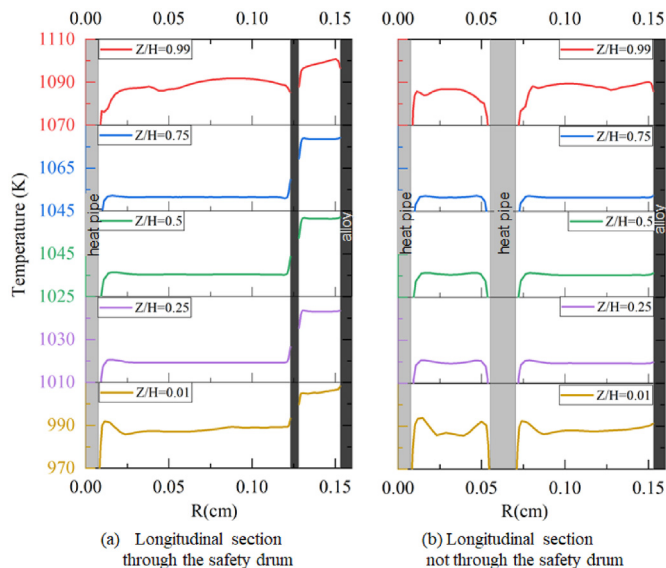 0.00 0.05 0.10 0.15 0.00 0.05 0.10 0.15
1110
Z/H=0.99 Z/H=0.99
1090
1070
Z/H=0.75 Z/H=0.75
1065
1045
Z/H=0.5 Z/H=0.5
1045
1025
Z/H=0.25 Z/H=0.25
1030
1010
Z/H=0.01 Z/H=0.01
990
970
Temperature (K)
heat pipe
alloy
heat pipe
heat pipe
alloy
0.00 0.05 0.10 0.15 0.00 0.05 0.10 0.15
R(cm) R(cm)
(a) Longitudinal section (b) Longitudinal section
through the safety drum not through the safety drum